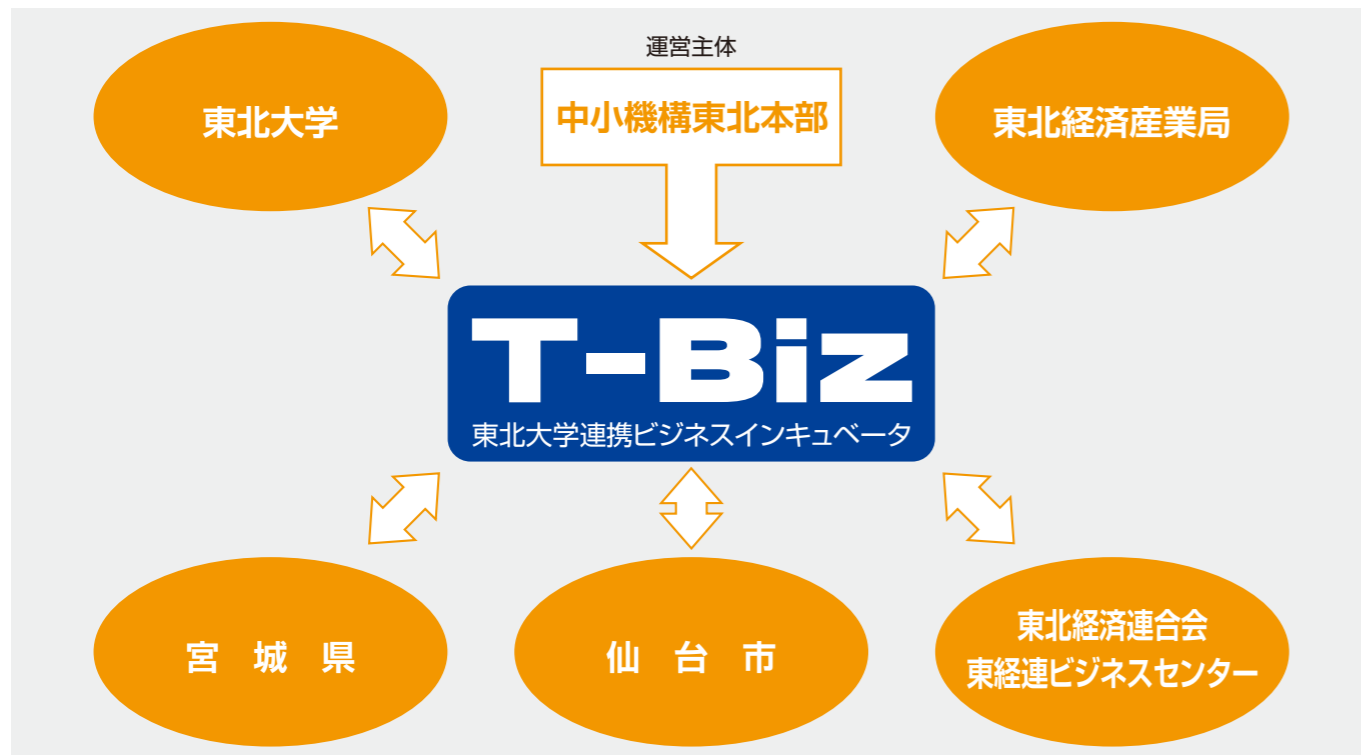 運営主体
東北大学
中小機構東北本部
東北経済産業局
T-Biz
東北大学連携ビジネスインキュベータ
宮 城 県
仙 台 市
東北経済連合会
東経連ビジネスセンター